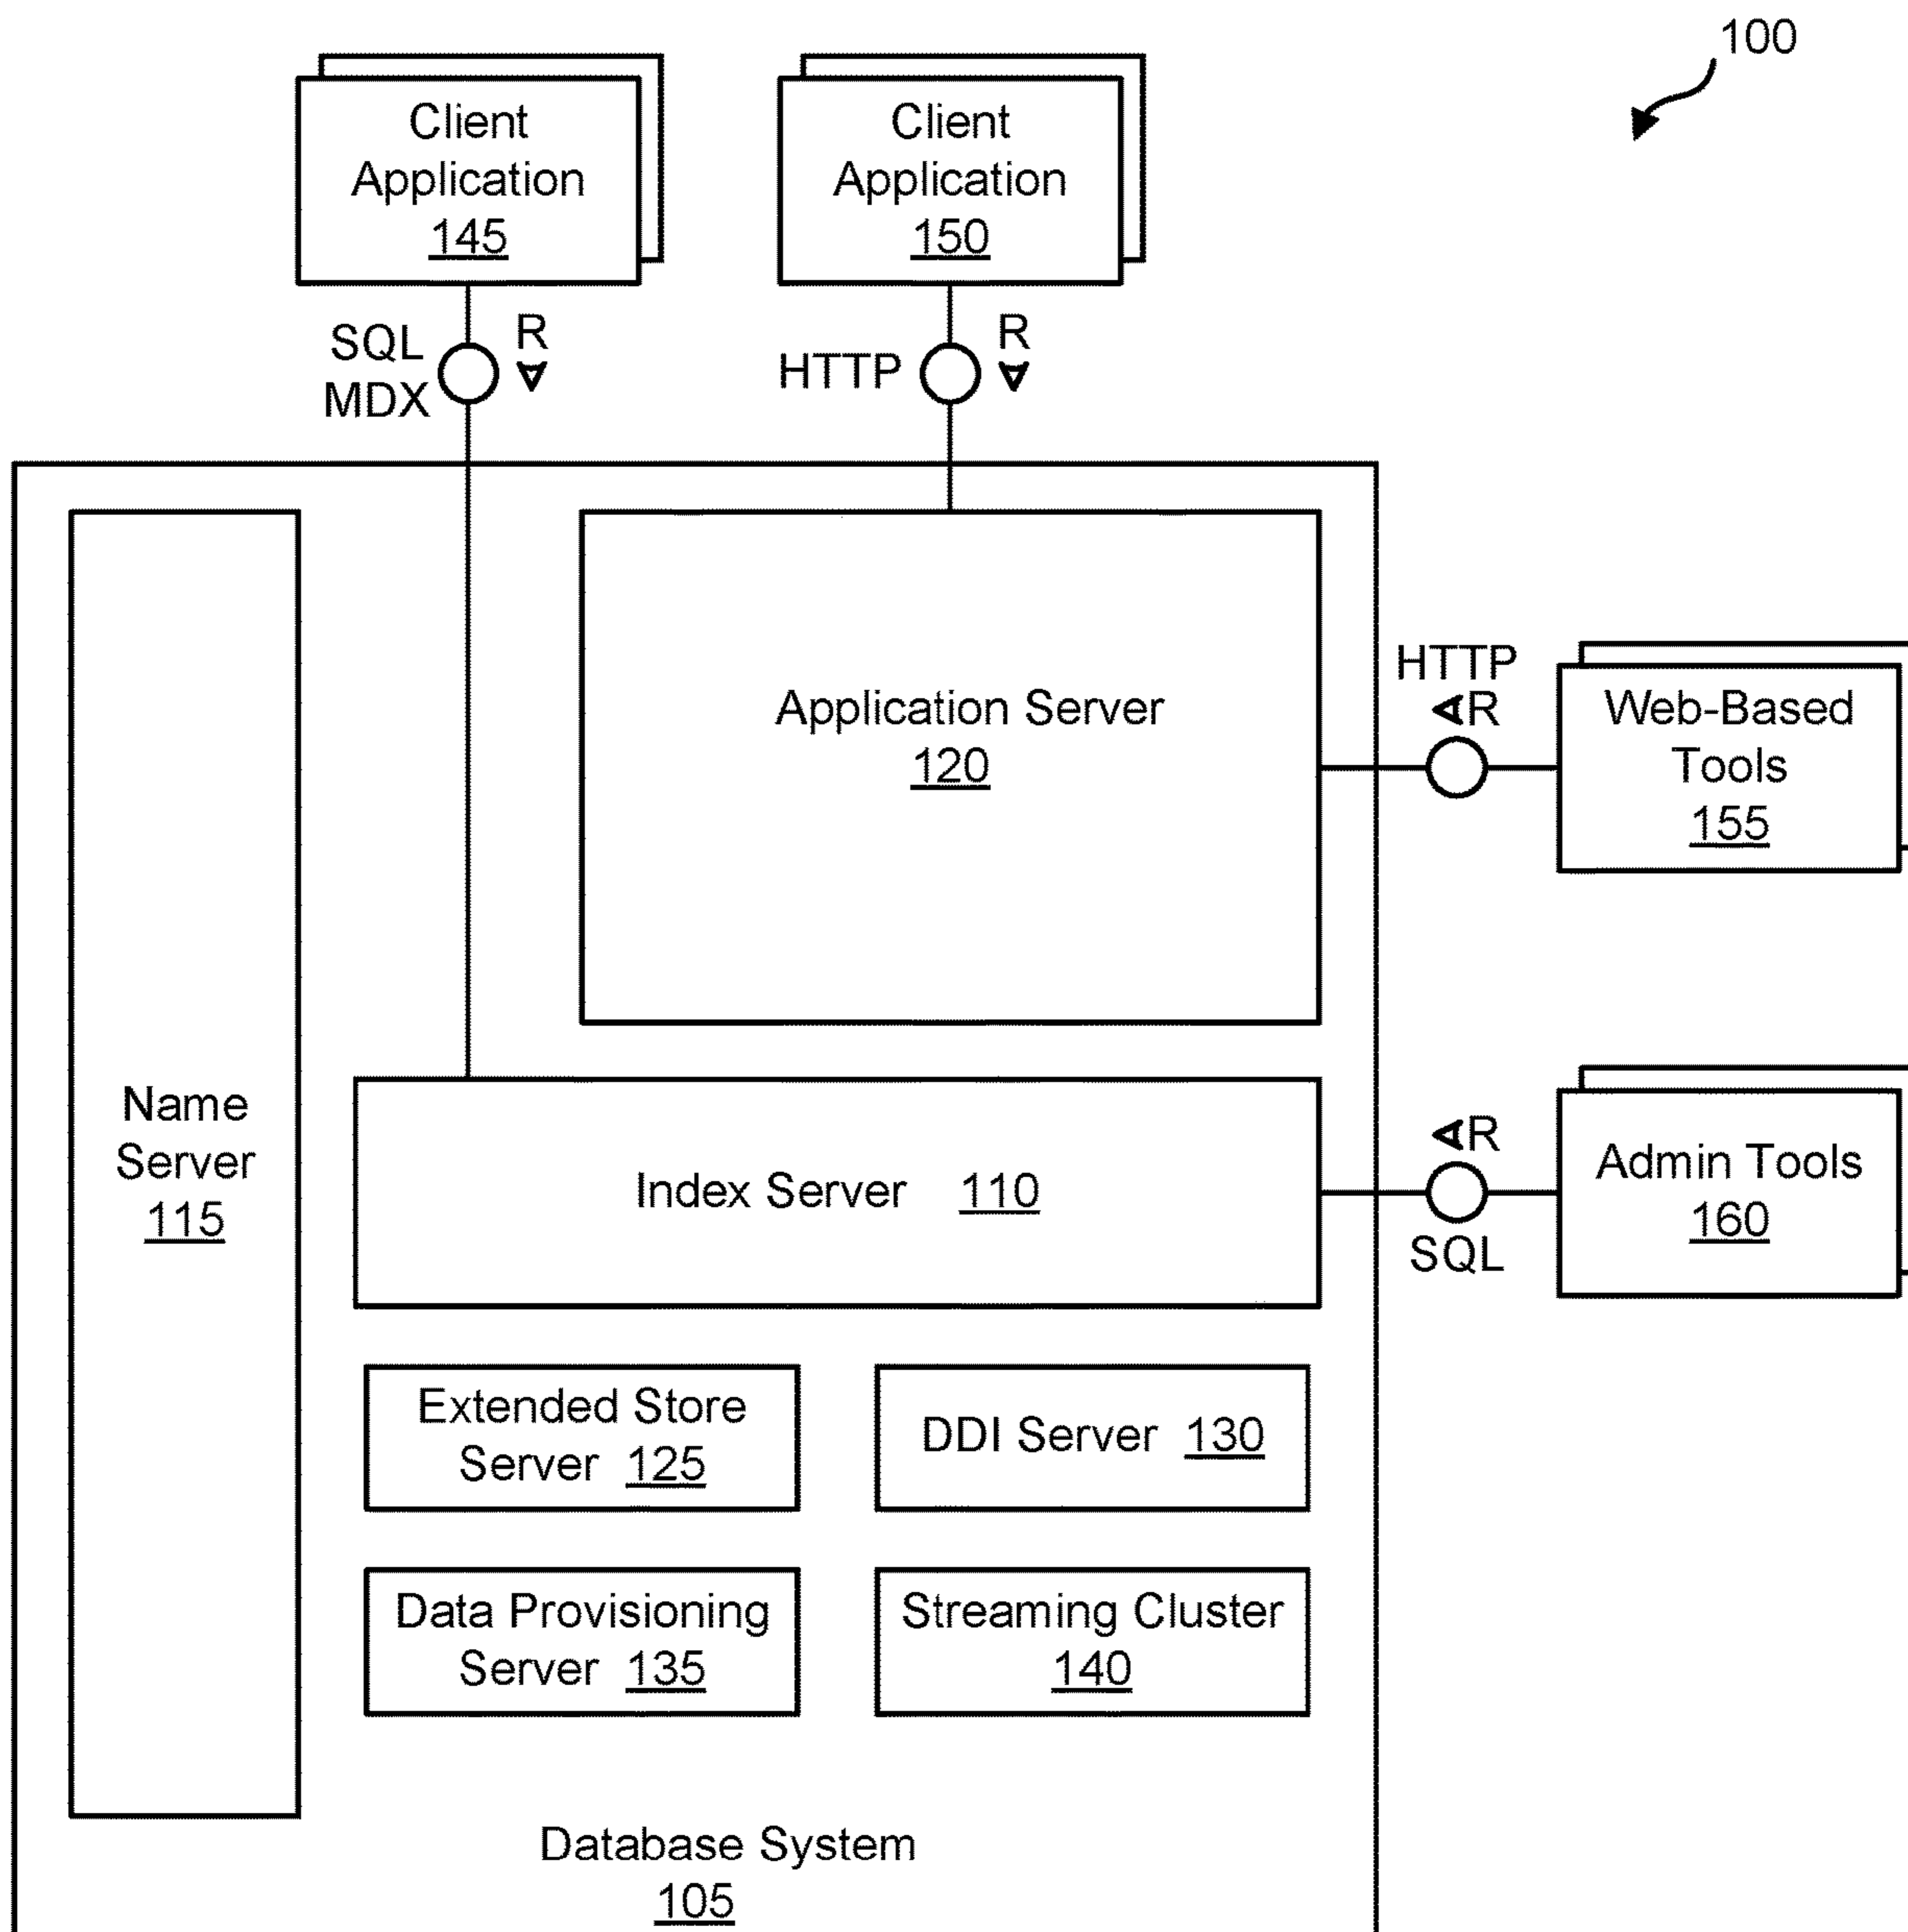 100
Client
Application
145
Client
Application
150
SQL
MDX
R
HTTP
R
Application Server
120
HTTP
R
Web-Based
Tools
155
Name
Server
115
Index Server 110
R
SQL
Admin Tools
160
Extended Store
Server 125
DDI Server 130
Data Provisioning
Server 135
Streaming Cluster
140
Database System
105